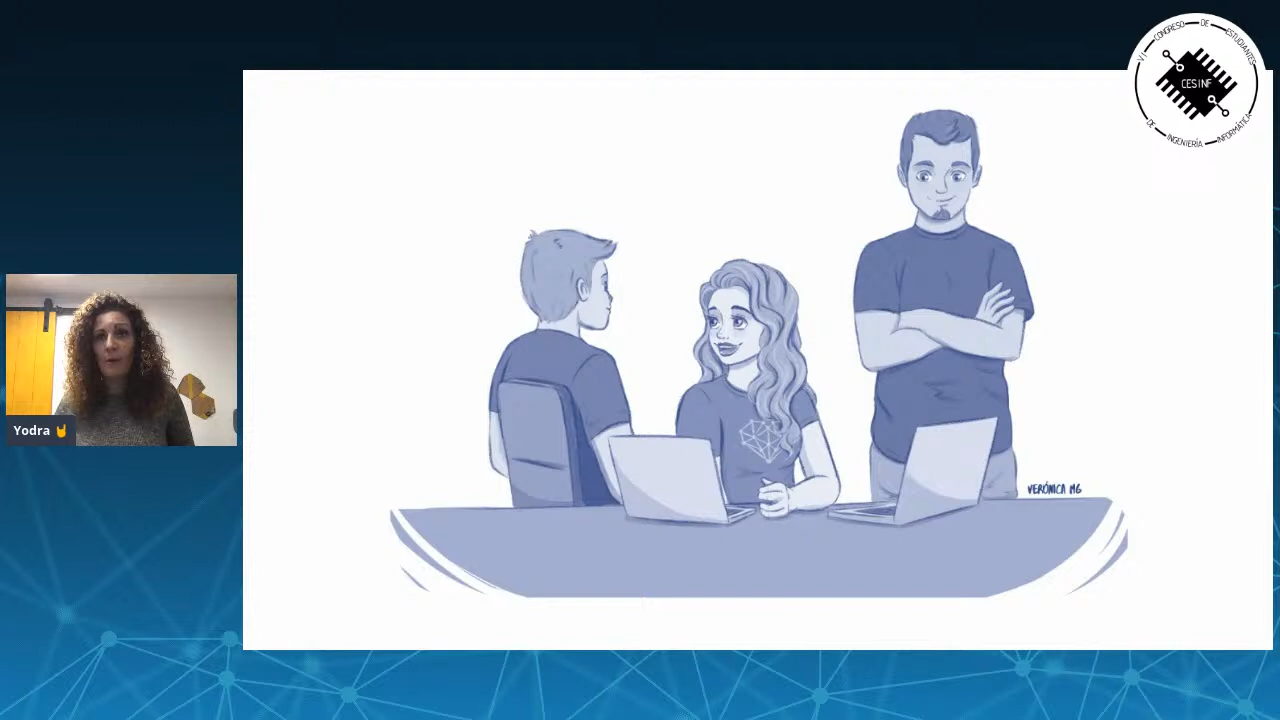 VI CONGRESO DE ESTUDIANTES
CESINF
DE INGENIERÍA INFORMÁTICA
Yodra 🤘
VERÓNICA MG